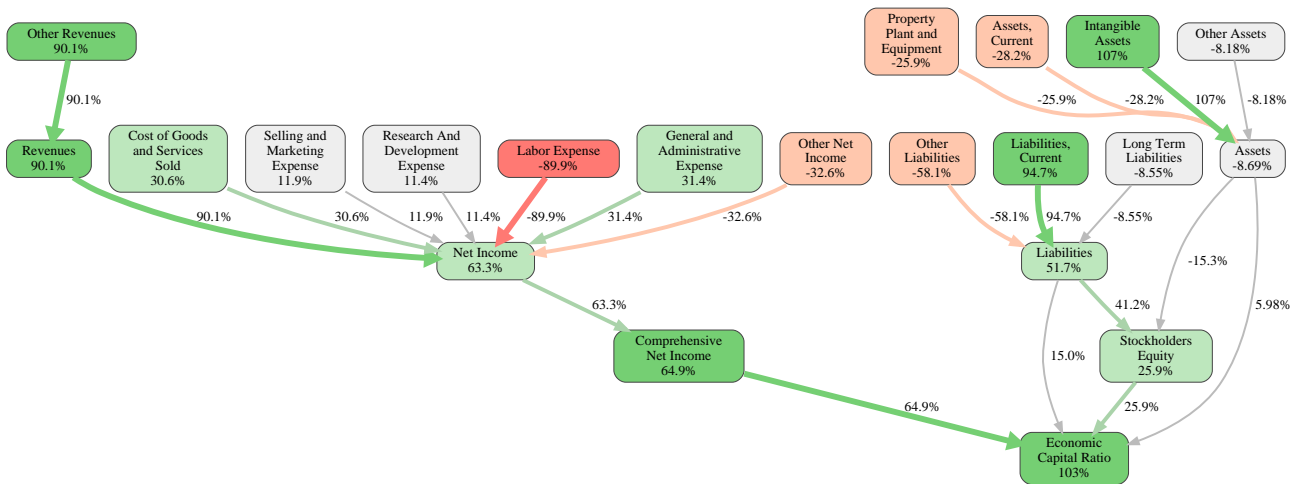 Other Revenues
90.1%
Property
Plant and
Equipment
-25.9%
Assets,
Current
-28.2%
Intangible
Assets
107%
Other Assets
-8.18%
90.1%
-25.9%
-28.2%
107%
-8.18%
Revenues
90.1%
Cost of Goods
and Services
Sold
30.6%
Selling and
Marketing
Expense
11.9%
Research And
Development
Expense
11.4%
Labor Expense
-89.9%
General and
Administrative
Expense
31.4%
Other Net
Income
-32.6%
Other
Liabilities
-58.1%
Liabilities,
Current
94.7%
Long Term
Liabilities
-8.55%
Assets
-8.69%
90.1%
30.6%
11.9%
11.4%
-89.9%
31.4%
-32.6%
-58.1%
94.7%
-8.55%
Net Income
63.3%
Liabilities
51.7%
-15.3%
63.3%
41.2%
5.98%
Comprehensive
Net Income
64.9%
15.0%
Stockholders
Equity
25.9%
64.9%
25.9%
Economic
Capital Ratio
103%